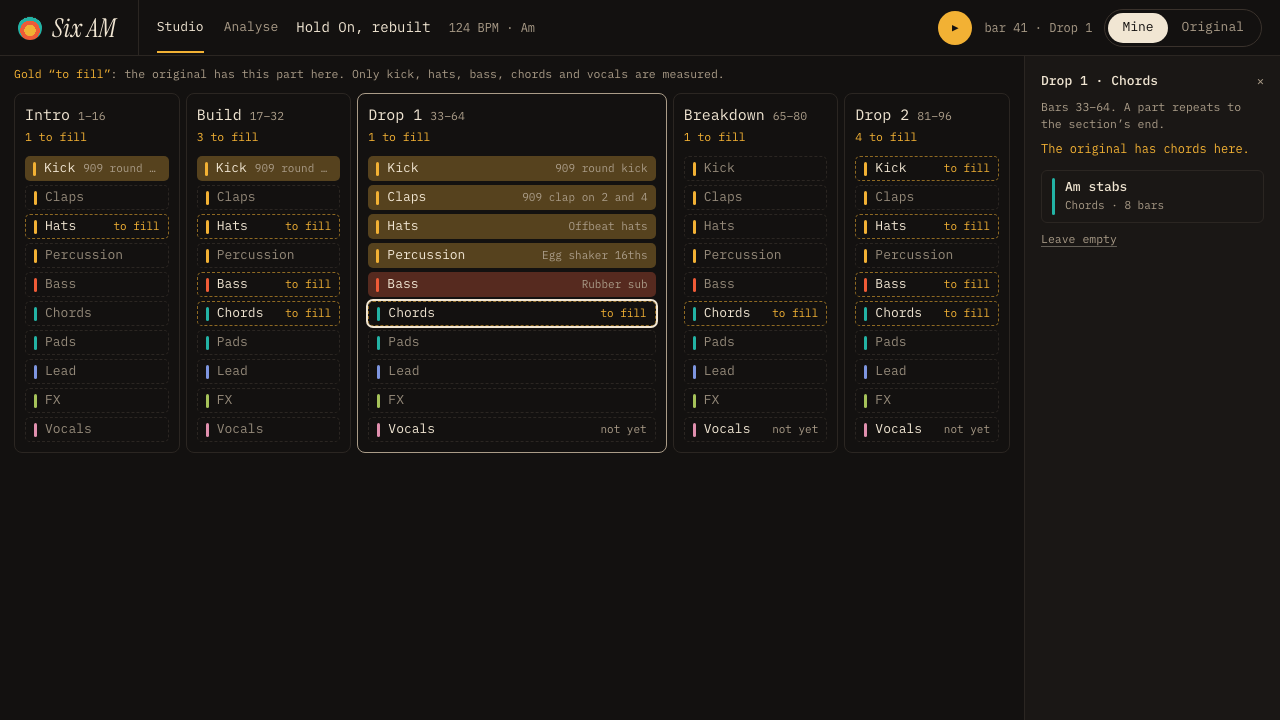 Six AM
Studio Analyse Hold On, rebuilt 124 BPM · Am
▶ bar 41 · Drop 1 Mine Original
Gold “to fill”: the original has this part here. Only kick, hats, bass, chords and vocals are measured.
Intro 1–16
1 to fill
Kick 909 round …
Claps
Hats to fill
Percussion
Bass
Chords
Pads
Lead
FX
Vocals
Build 17–32
3 to fill
Kick 909 round …
Claps
Hats to fill
Percussion
Bass to fill
Chords to fill
Pads
Lead
FX
Vocals
Drop 1 33–64
1 to fill
Kick 909 round kick
Claps 909 clap on 2 and 4
Hats Offbeat hats
Percussion Egg shaker 16ths
Bass Rubber sub
Chords to fill
Pads
Lead
FX
Vocals not yet
Breakdown 65–80
1 to fill
Kick
Claps
Hats
Percussion
Bass
Chords to fill
Pads
Lead
FX
Vocals not yet
Drop 2 81–96
4 to fill
Kick to fill
Claps
Hats to fill
Percussion
Bass to fill
Chords to fill
Pads
Lead
FX
Vocals not yet
Drop 1 · Chords ×
Bars 33–64. A part repeats to
the section’s end.
The original has chords here.
Am stabs
Chords · 8 bars
Leave empty